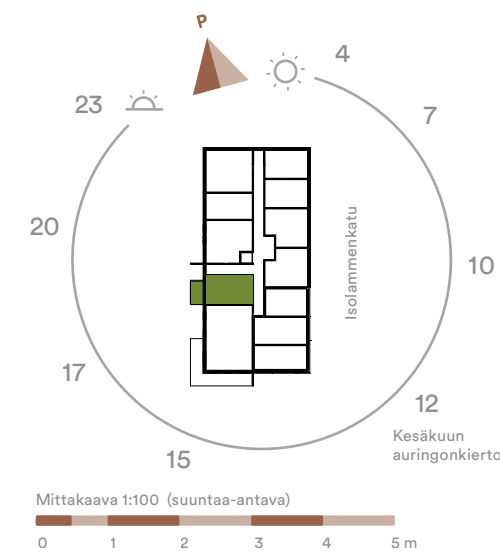 P
4
23
7
20
Isolammenkatu
10
17
12
Kesäkuun
auringonkierto
15
Mittakaava 1:100 (suuntaa-antava)
0 1 2 3 4 5 m